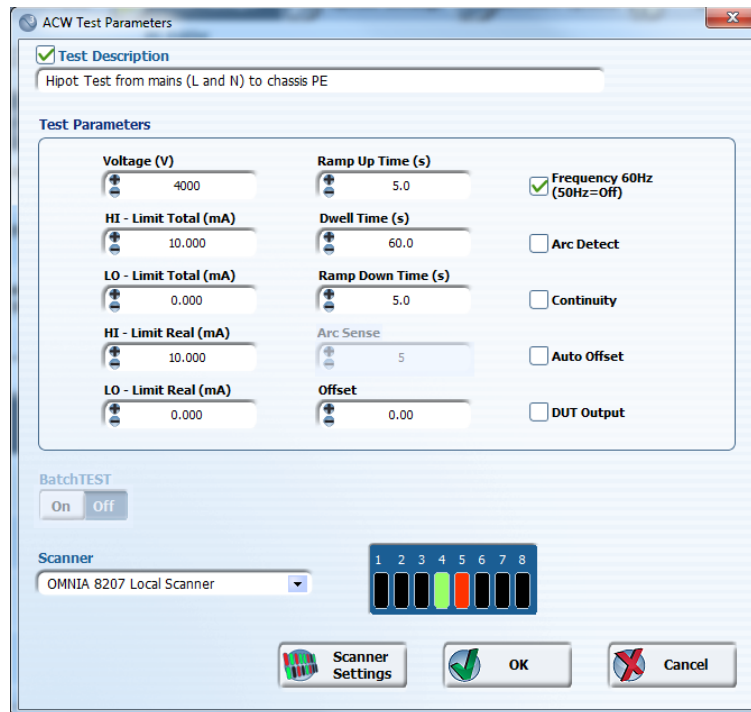 ACW Test Parameters
Test Description
Hipot Test from mains (L and N) to chassis PE
Test Parameters
Voltage (V)
4000
HI - Limit Total (mA)
10.000
LO - Limit Total (mA)
0.000
HI - Limit Real (mA)
10.000
LO - Limit Real (mA)
0.000
Ramp Up Time (s)
5.0
Dwell Time (s)
60.0
Ramp Down Time (s)
5.0
Arc Sense
5
Offset
0.00
Frequency 60Hz
(50Hz=Off)
Arc Detect
Continuity
Auto Offset
DUT Output
BatchTEST
On Off
Scanner
OMNIA 8207 Local Scanner
1 2 3 4 5 6 7 8
Scanner
Settings
OK
Cancel